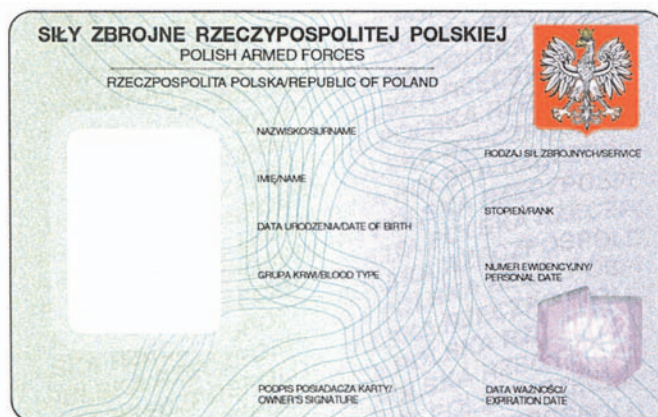 SIŁY ZBROJNE RZECZYPOSPOLITEJ POLSKIEJ
POLISH ARMED FORCES
RZECZPOSPOLITA POLSKA/REPUBLIC OF POLAND
NAZWISKO/SURNAME
RODZAJ SIŁ ZBROJNYCH/SERVICE
IMIĘ/NAME
STOPIEŃ/RANK
DATA URODZENIA/DATE OF BIRTH
GRUPA KRWI/BLOOD TYPE
NUMER EWIDENCYJNY/
PERSONAL DATE
PODPIS POSIADACZA KARTY/
OWNER'S SIGNATURE
DATA WAŻNOŚCI/
EXPIRATION DATE